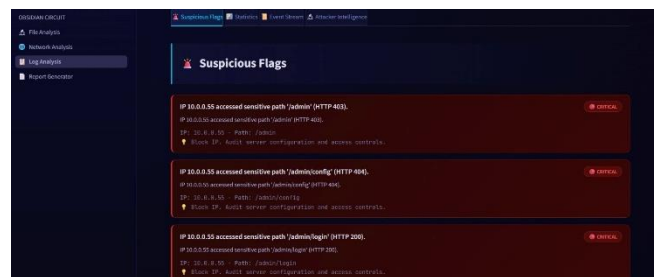 OBSIDIAN CIRCUIT
File Analysis
Network Analysis
Log Analysis
Report Generator
Suspicious Flags
Statistics
Event Stream
Attacker Intelligence
Suspicious Flags
IP 10.0.0.55 accessed sensitive path '/admin' (HTTP 403).
CRITICAL
IP 10.0.0.55 accessed sensitive path '/admin' (HTTP 403).
IP: 10.0.0.55 · Path: /admin
Block IP. Audit server configuration and access controls.
IP 10.0.0.55 accessed sensitive path '/admin/config' (HTTP 404).
CRITICAL
IP 10.0.0.55 accessed sensitive path '/admin/config' (HTTP 404).
IP: 10.0.0.55 · Path: /admin/config
Block IP. Audit server configuration and access controls.
IP 10.0.0.55 accessed sensitive path '/admin/login' (HTTP 200).
CRITICAL
IP 10.0.0.55 accessed sensitive path '/admin/login' (HTTP 200).
IP: 10.0.0.55 · Path: /admin/login
Block IP. Audit server configuration and access controls.